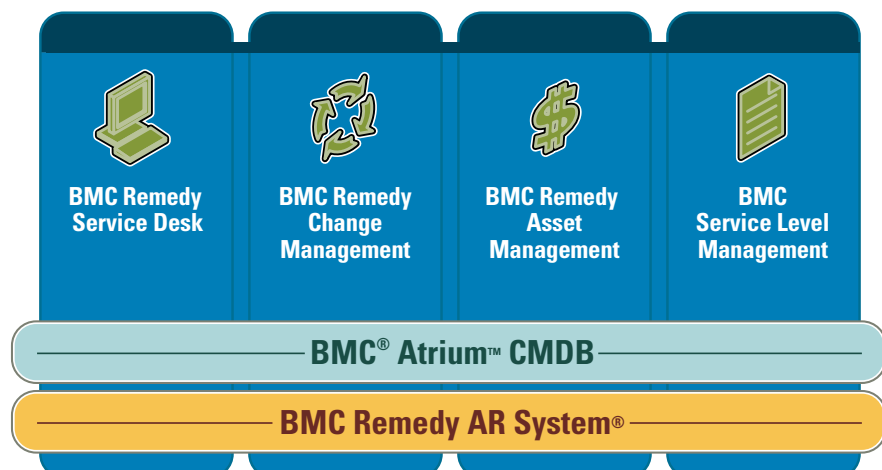 BMC Remedy
Service Desk
BMC Remedy
Change
Management
BMC Remedy
Asset
Management
BMC
Service Level
Management
BMC® Atrium™ CMDB
BMC Remedy AR System®